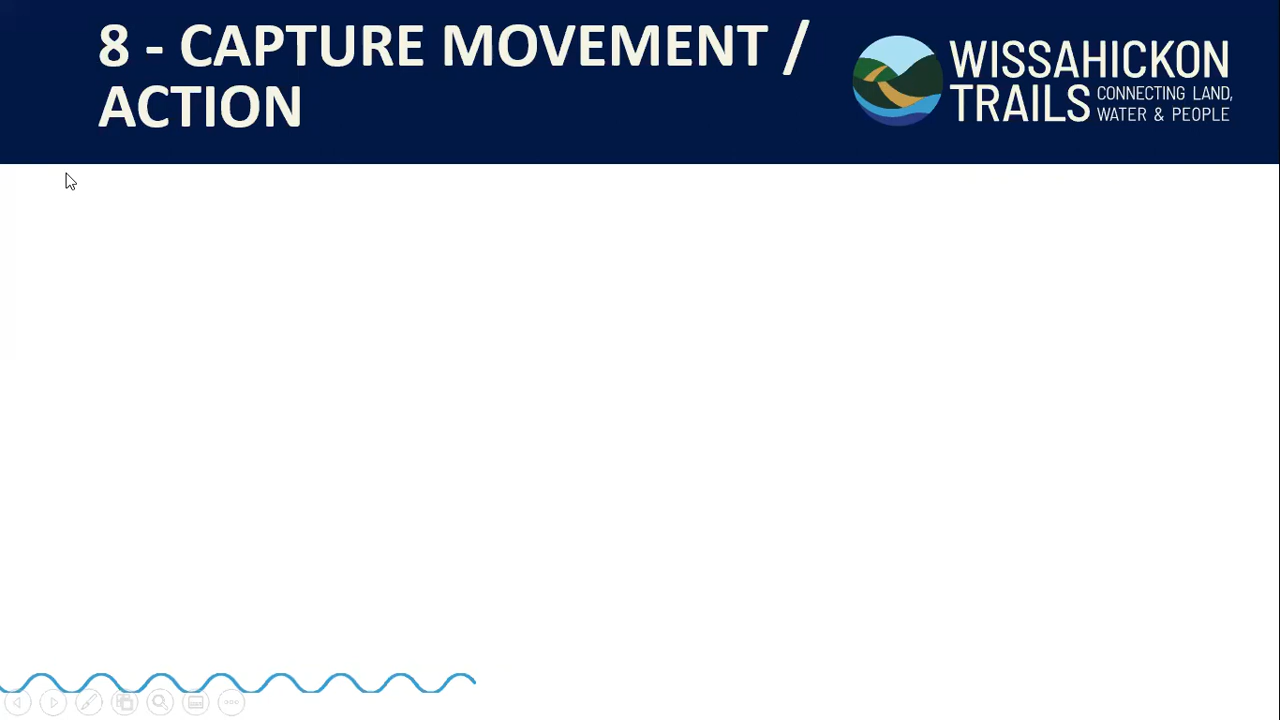 8 - CAPTURE MOVEMENT /
ACTION
WISSAHICKON
TRAILS
CONNECTING LAND,
WATER & PEOPLE